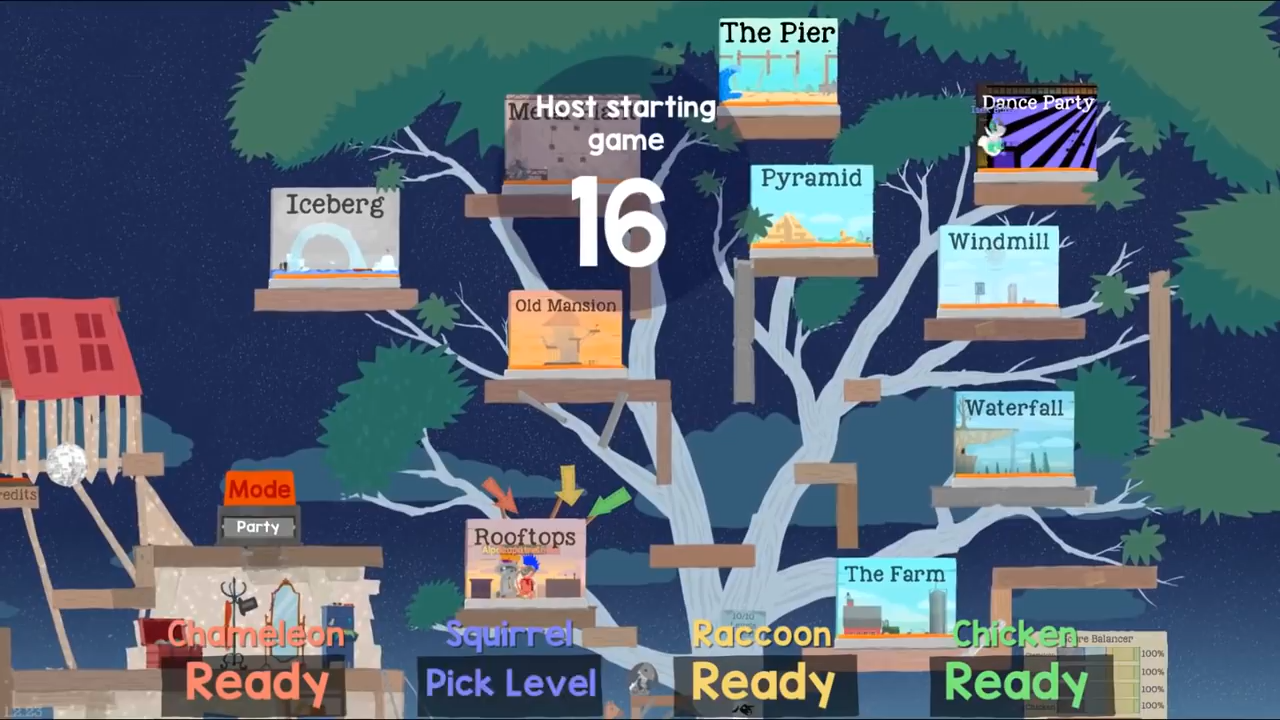 The Pier
Host starting
game
16
Dance Party
Pyramid
Iceberg
Windmill
Old Mansion
Waterfall
Mode
Party
Rooftops
The Farm
Chameleon
Ready
Squirrel
Pick Level
Raccoon
Ready
Chicken
Ready
Balancer
100%
100%
100%
100%